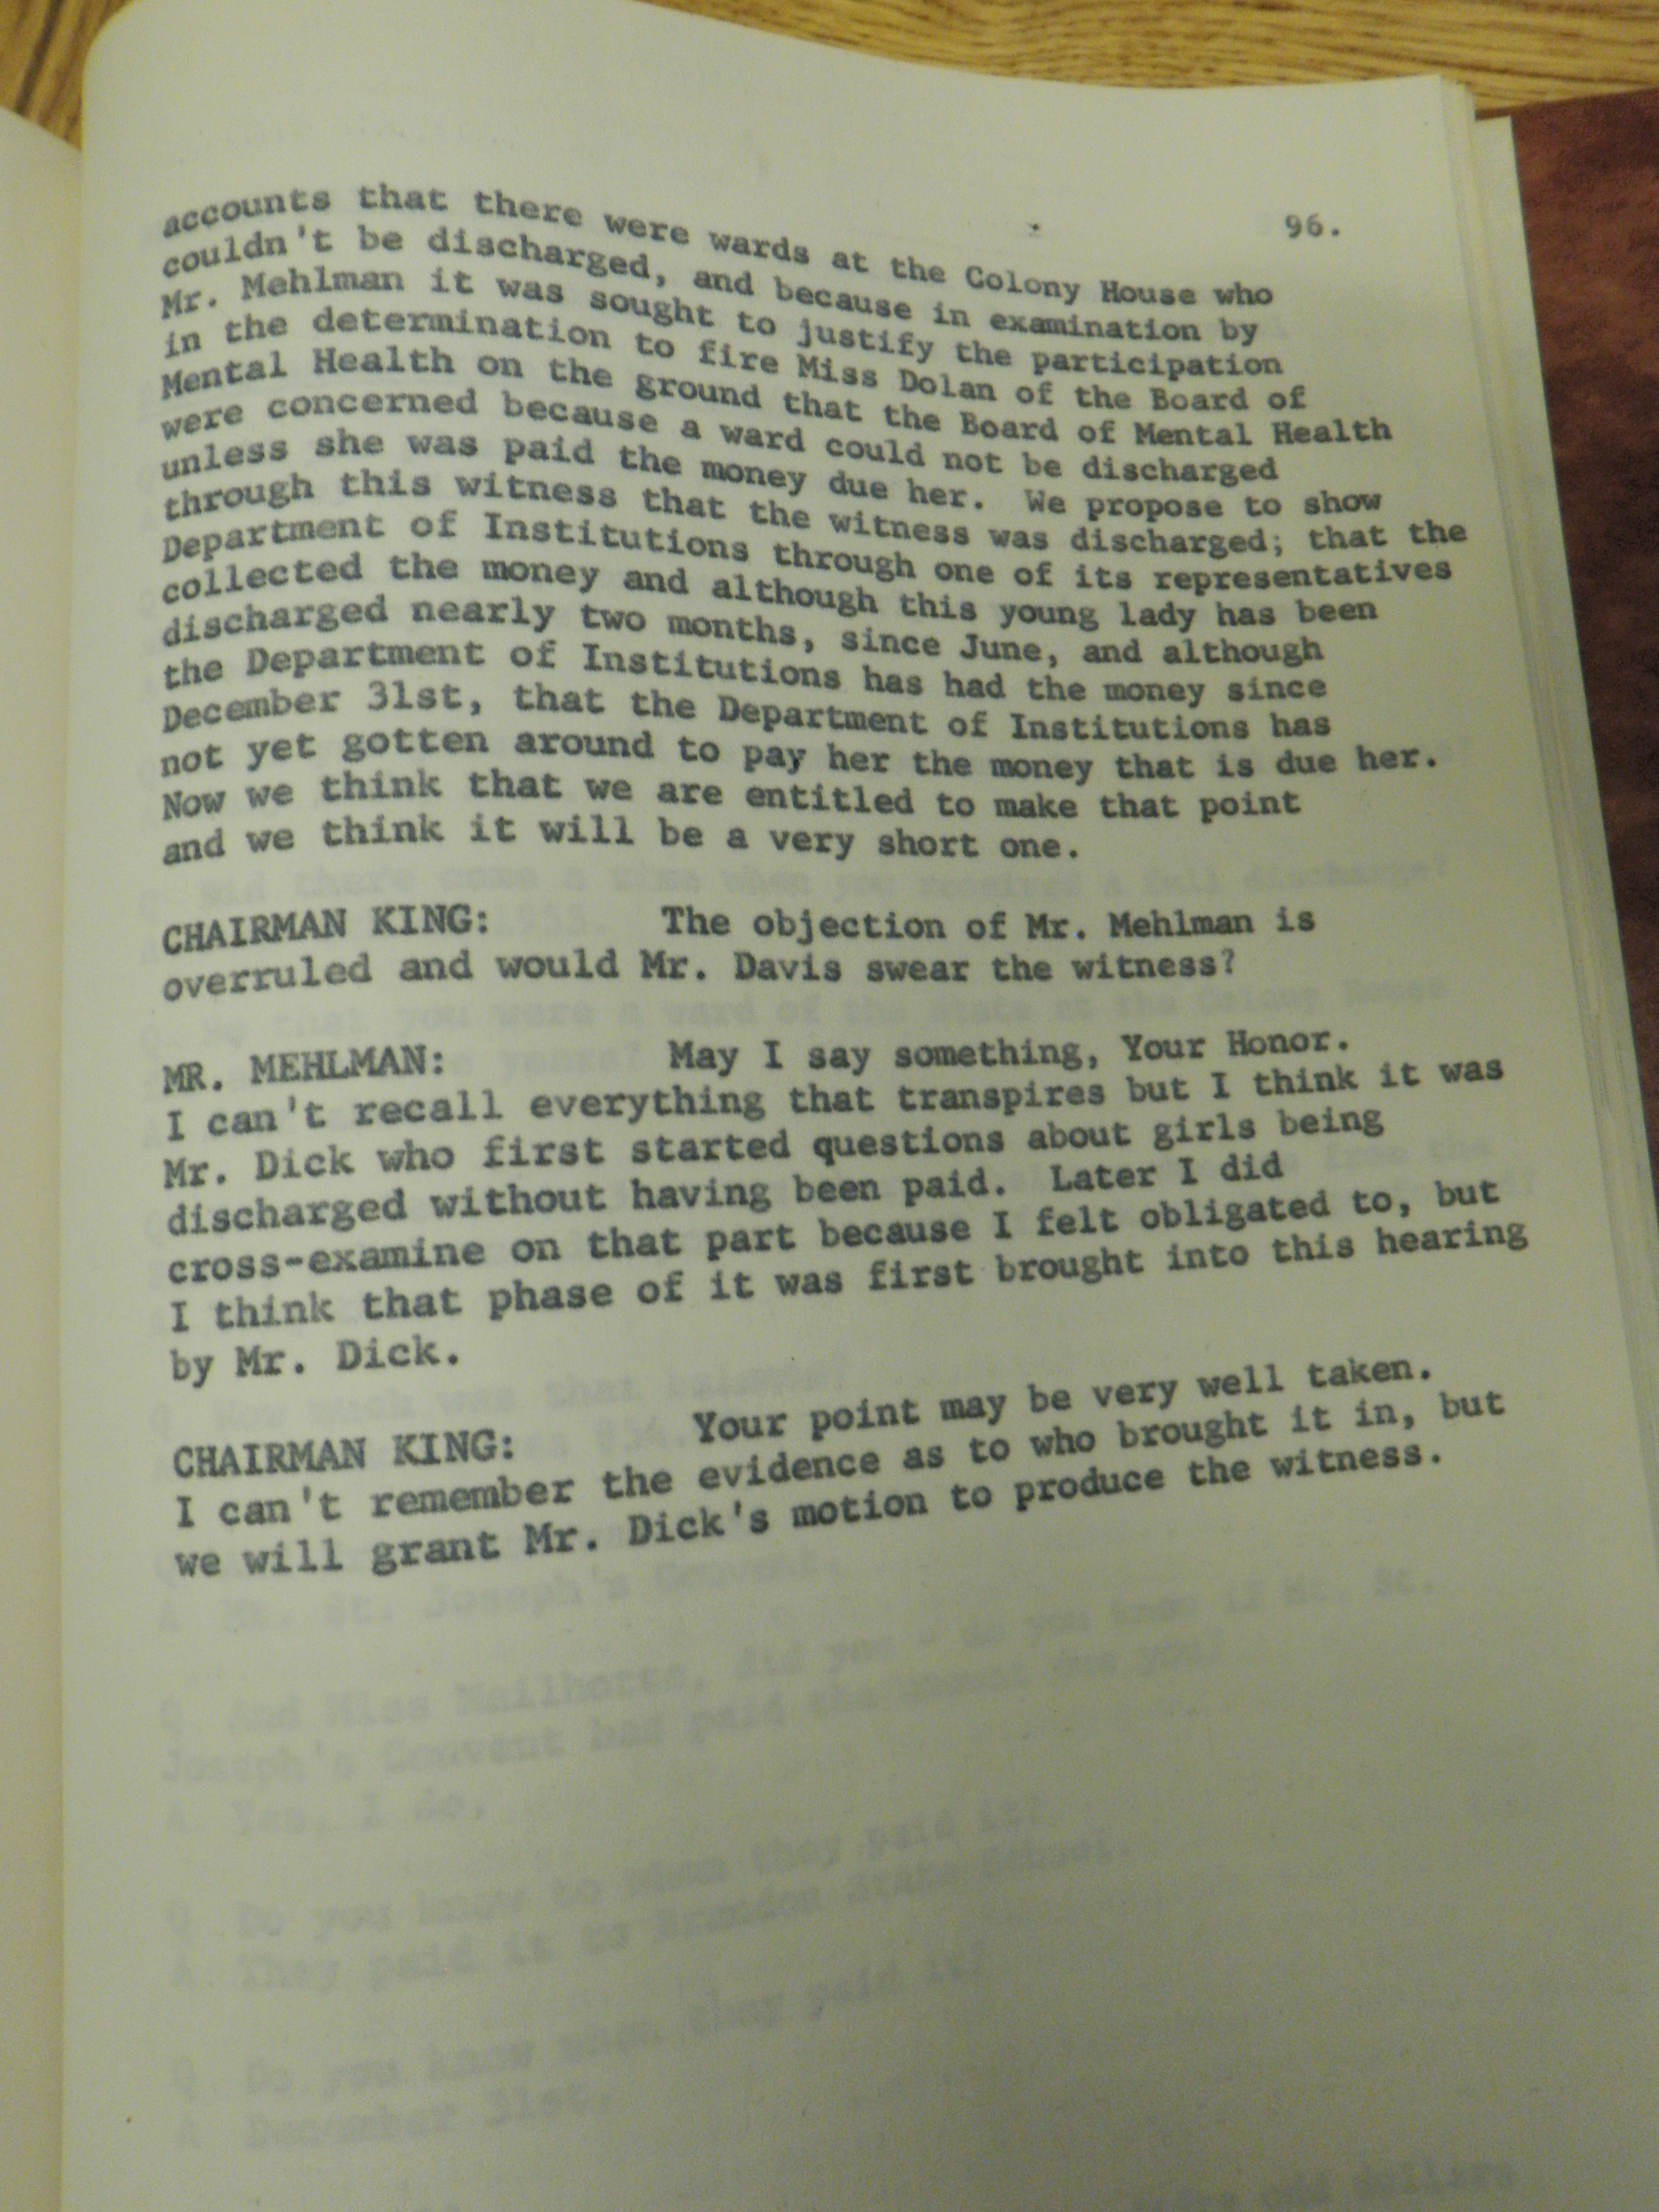 96.
accounts that there were wards at the Colony House who
couldn't be discharged, and because in examination by
Mr. Mehlman it was sought to justify the participation
in the determination to fire Miss Dolan of the Board of
Mental Health on the ground that the Board of Mental Health
were concerned because a ward could not be discharged
unless she was paid the money due her.  We propose to show
through this witness that the witness was discharged; that the
Department of Institutions through one of its representatives
collected the money and although this young lady has been
discharged nearly two months, since June, and although
the Department of Institutions has had the money since
December 31st, that the Department of Institutions has
not yet gotten around to pay her the money that is due her.
Now we think that we are entitled to make that point
and we think it will be a very short one.
CHAIRMAN KING: The objection of Mr. Mehlman is
overruled and would Mr. Davis swear the witness?
MR. MEHLMAN: May I say something, Your Honor.
I can't recall everything that transpires but I think it was
Mr. Dick who first started questions about girls being
discharged without having been paid.  Later I did
cross-examine on that part because I felt obligated to, but
I think that phase of it was first brought into this hearing
by Mr. Dick.
CHAIRMAN KING: Your point may be very well taken.
I can't remember the evidence as to who brought it in, but
we will grant Mr. Dick's motion to produce the witness.